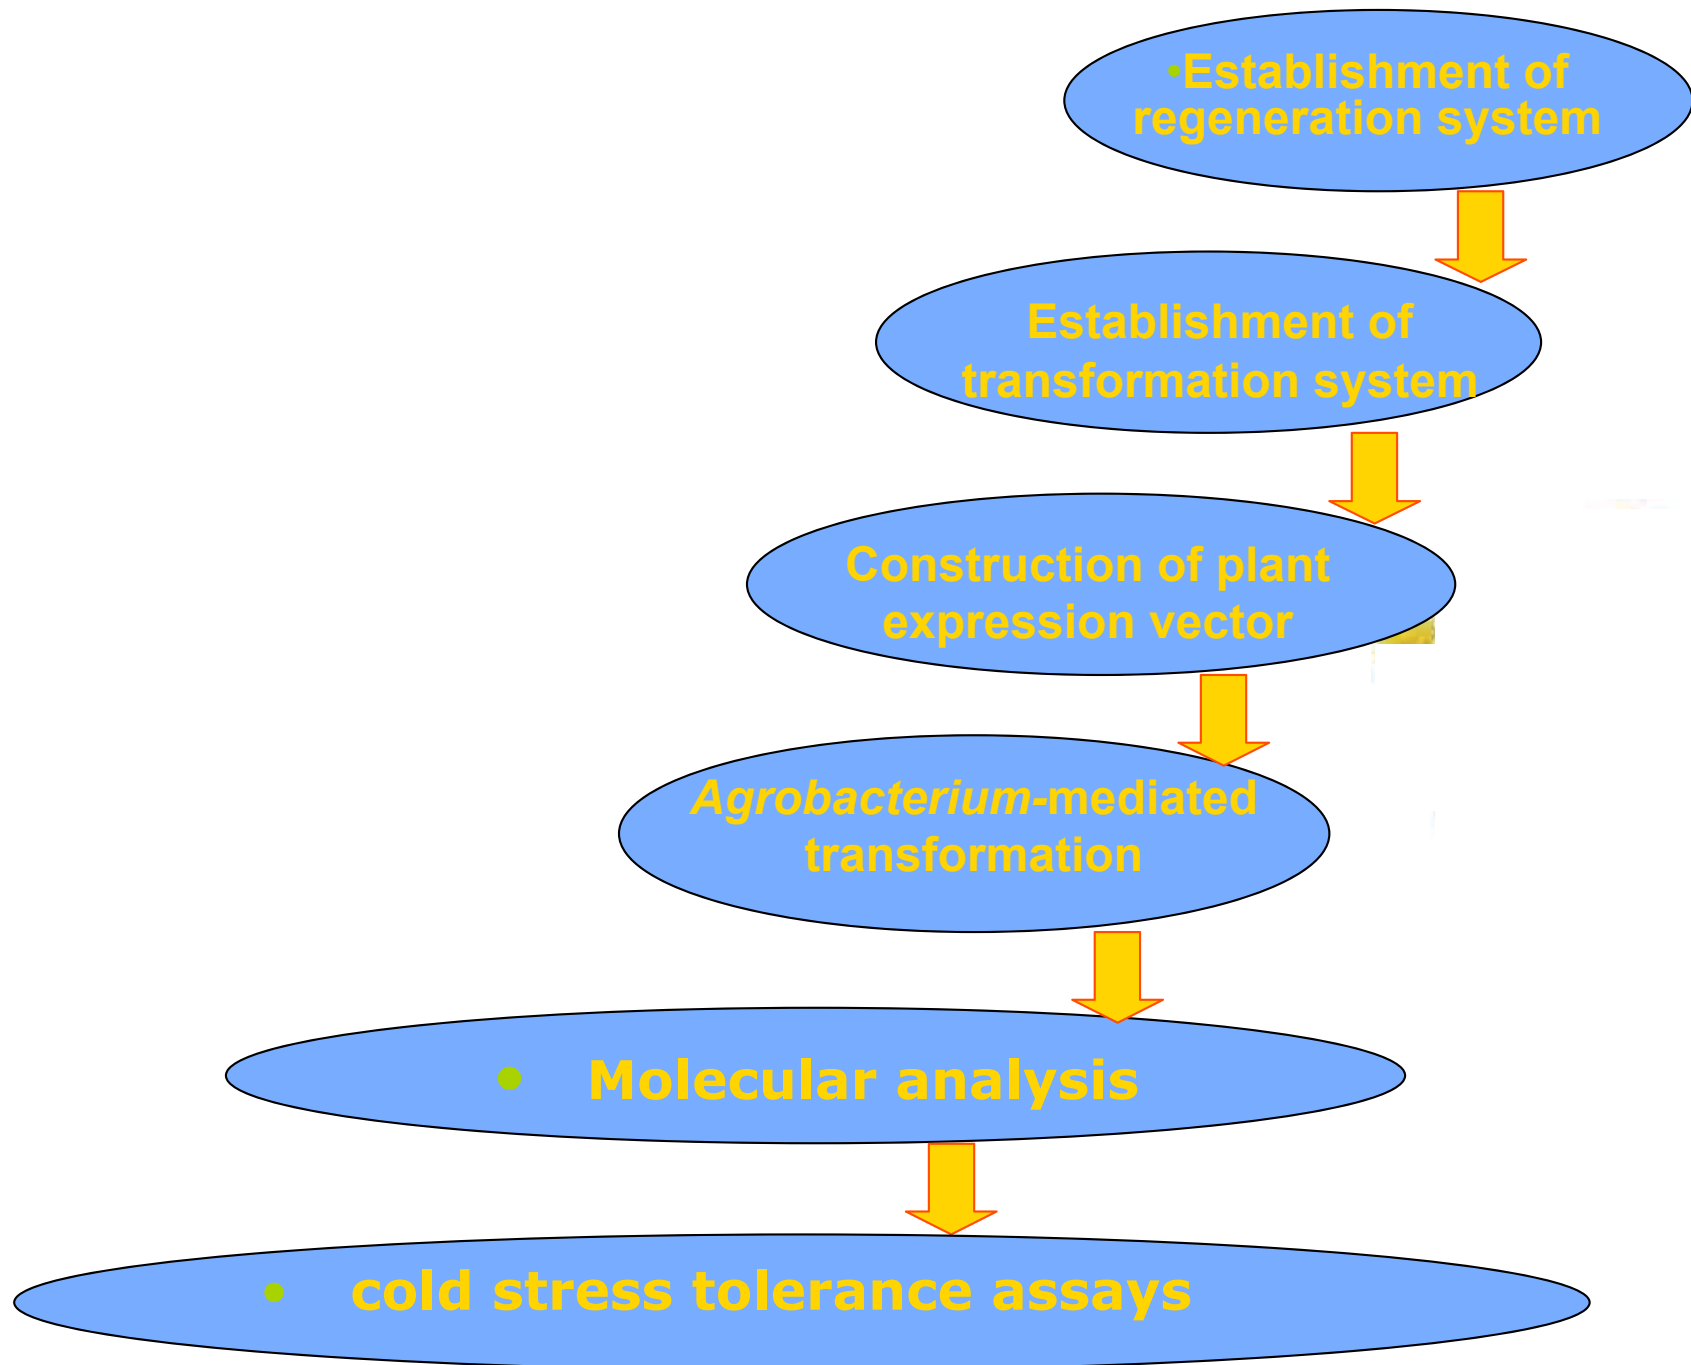 •Establishment of
regeneration system
Establishment of
transformation system
Construction of plant
expression vector
Agrobacterium-mediated
transformation
• Molecular analysis
• cold stress tolerance assays